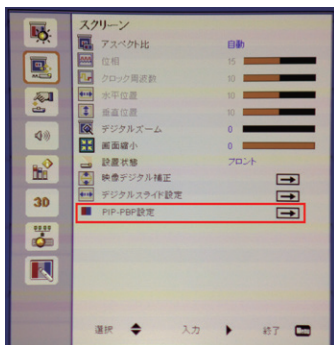 スクリーン
アスペクト比 自動
位相 15
クロック周波数 10
水平位置 10
垂直位置 10
デジタルズーム 0
画面縮小 0
設置状態 フロント
映像デジタル補正
デジタルスライド設定
3D
PIP-PBP設定
選択 入力 終了 Menu